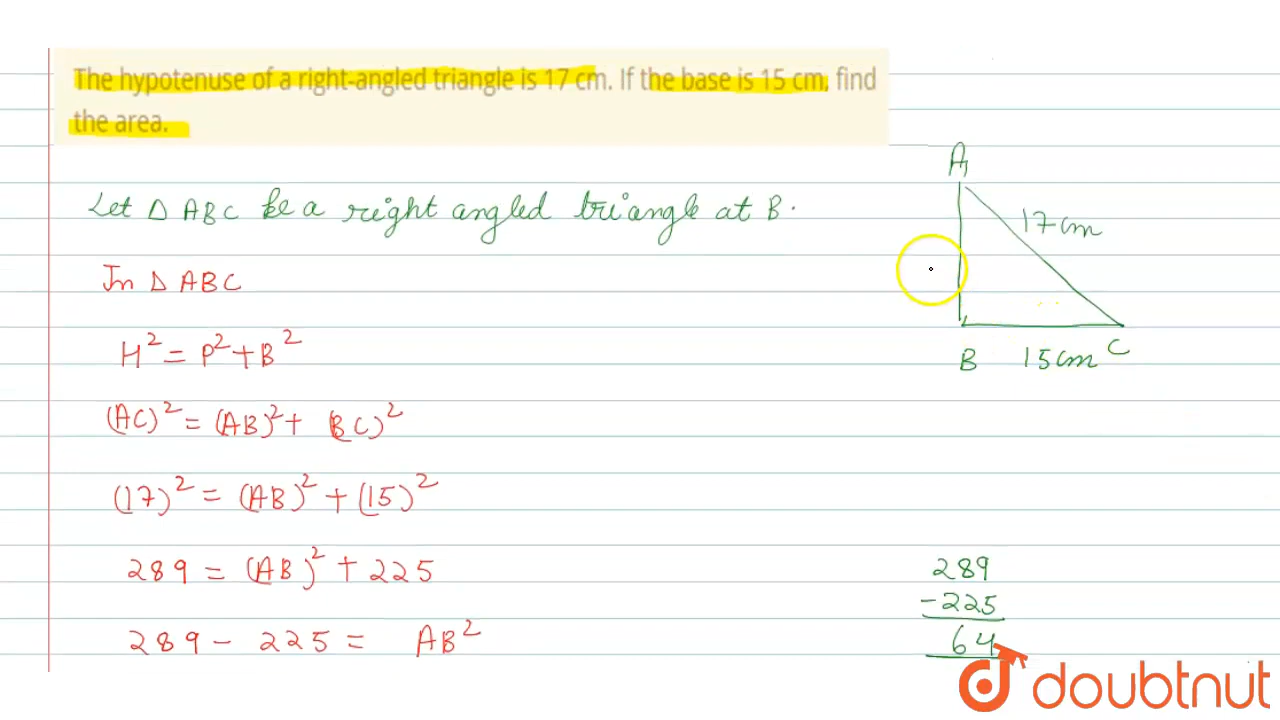 The hypotenuse of a right-angled triangle is 17 cm. If the base is 15 cm, find
the area.
Let Δ ABC be a right angled triangle at B.
In Δ ABC
H² = P² + B²
(AC)² = (AB)² + (BC)²
(17)² = (AB)² + (15)²
289 = (AB)² + 225
289 - 225 = AB²
A
17 cm
B 15 cm C
289
-225
64
doubtnut